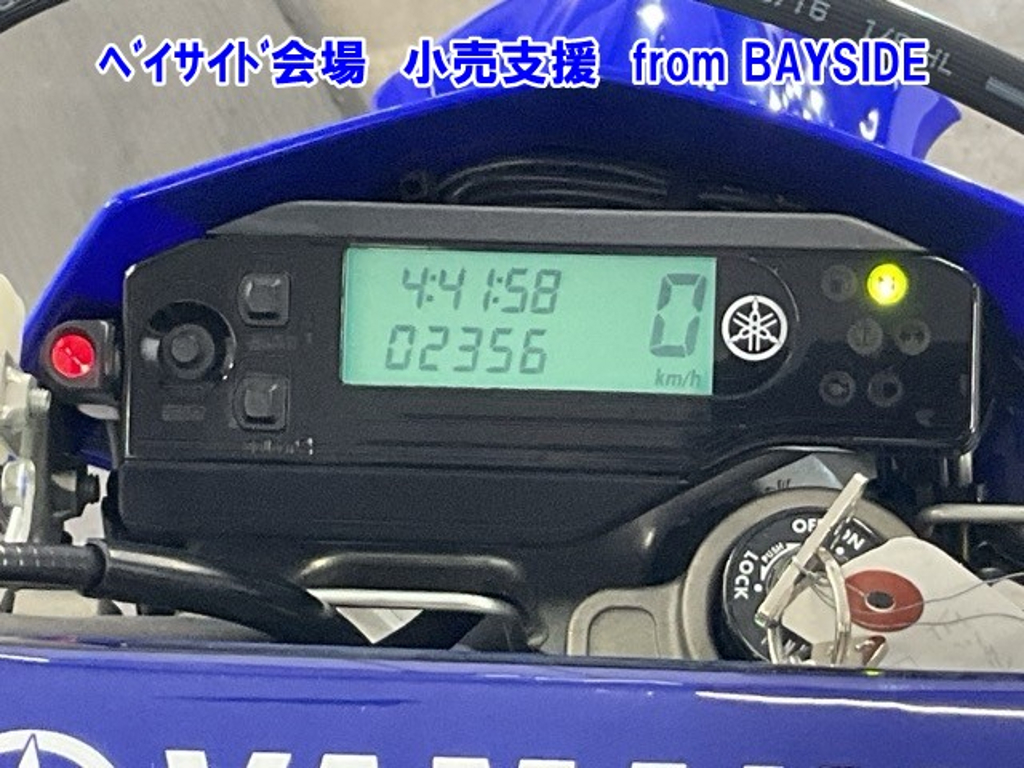 ﾍﾞｲｻｲﾄﾞ会場　小売支援　from BAYSIDE
4:41:58
0
02356
km/h
OFF
ON
PUSH
LOCK
YAMAHA